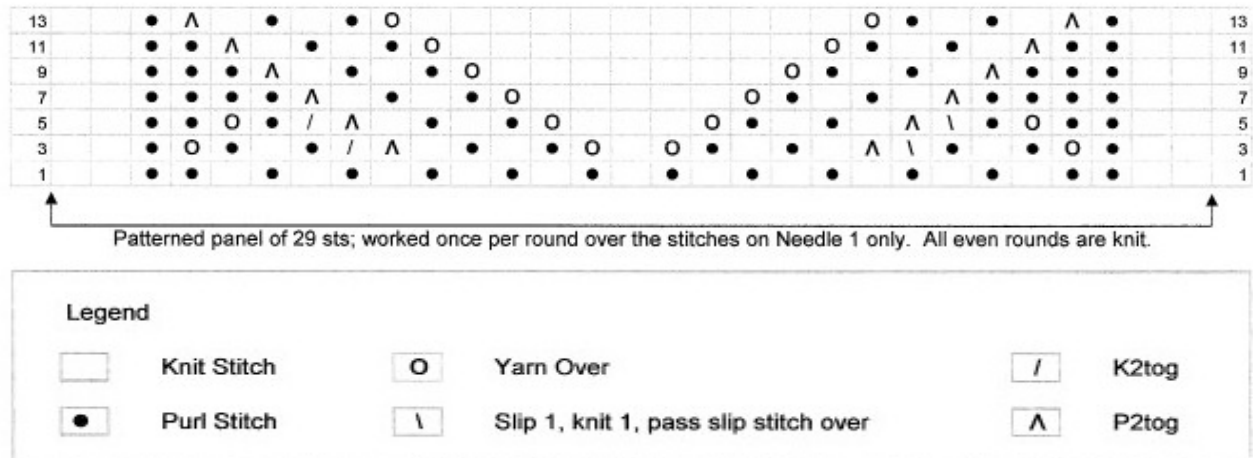 13 ● Λ ● ● O O ● ● Λ ● 13
11 ● ● Λ ● ● O O ● ● Λ ● ● 11
9 ● ● ● Λ ● ● O O ● ● Λ ● ● ● 9
7 ● ● ● ● Λ ● ● O O ● ● Λ ● ● ● ● 7
5 ● ● O ● / Λ ● ● O O ● ● Λ \ ● O ● ● 5
3 ● O ● ● / Λ ● ● O O ● ● Λ \ ● ● O ● 3
1 ● ● ● ● ● ● ● ● ● ● ● ● ● ● 1
Patterned panel of 29 sts; worked once per round over the stitches on Needle 1 only. All even rounds are knit.
Legend
Knit Stitch O Yarn Over / K2tog
● Purl Stitch \ Slip 1, knit 1, pass slip stitch over Λ P2tog